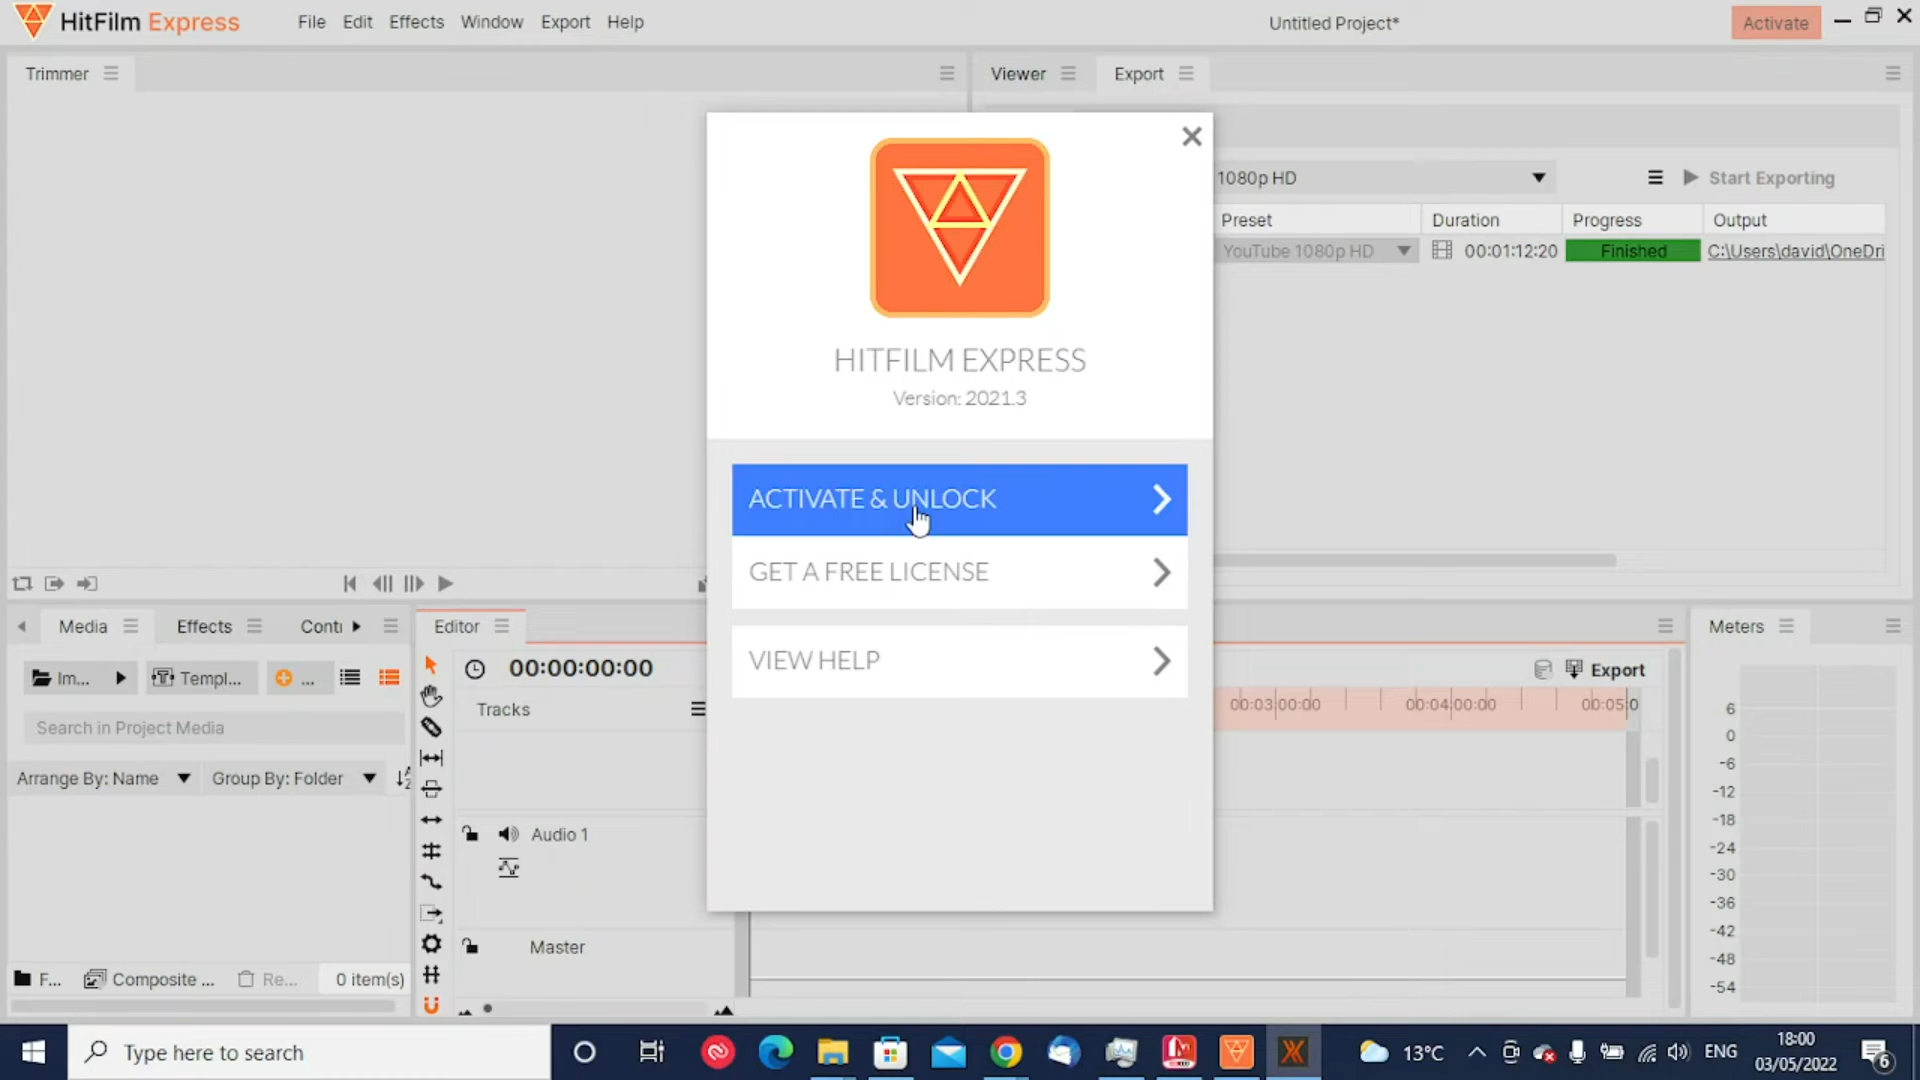 HitFilm Express
File Edit Effects Window Export Help
Untitled Project*
Activate
Trimmer
Viewer
Export
1080p HD
Start Exporting
Preset Duration Progress Output
YouTube 1080p HD 00:01:12:20 Finished C:\Users\david\OneDri
HITFILM EXPRESS
Version: 2021.3
ACTIVATE & UNLOCK
GET A FREE LICENSE
VIEW HELP
Media Effects Conti
Im... Templ... ...
Search in Project Media
Arrange By: Name Group By: Folder
F... Composite ... Re... 0 item(s)
Editor
00:00:00:00
Export
Tracks
00:03:00:00 00:04:00:00 00:05:0
Audio 1
Master
Meters
6
0
-6
-12
-18
-24
-30
-36
-42
-48
-54
Type here to search
13°C
ENG
18:00
03/05/2022
6